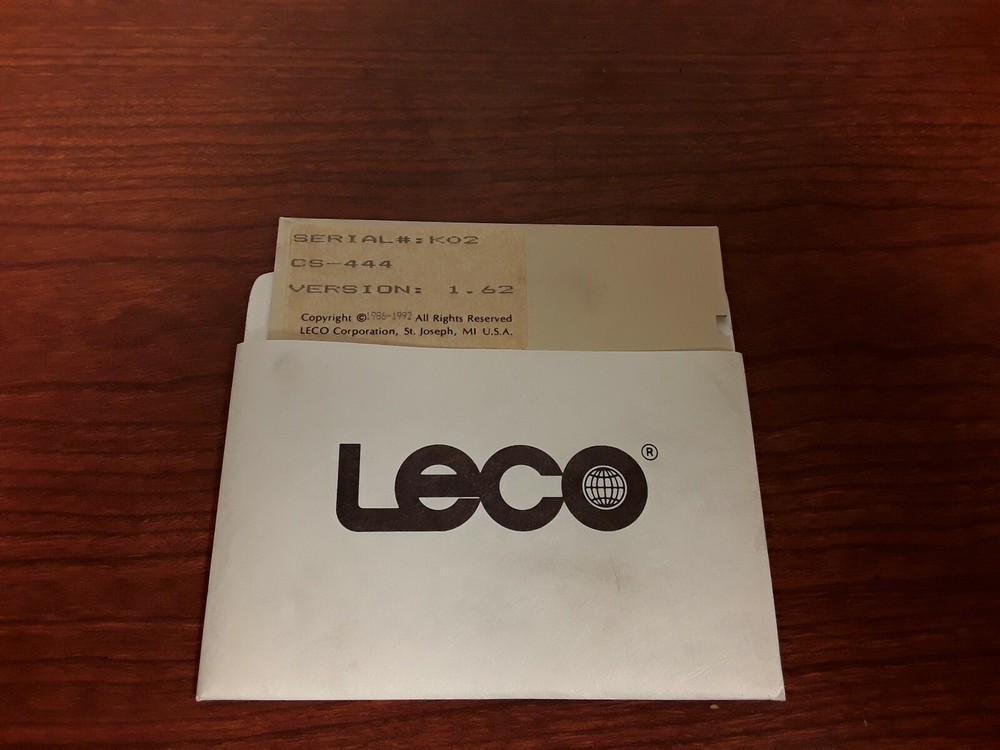 SERIAL#:K02
CS-444
VERSION: 1.62
Copyright ©1986-1992 All Rights Reserved
LECO Corporation, St. Joseph, MI U.S.A.
Leco®